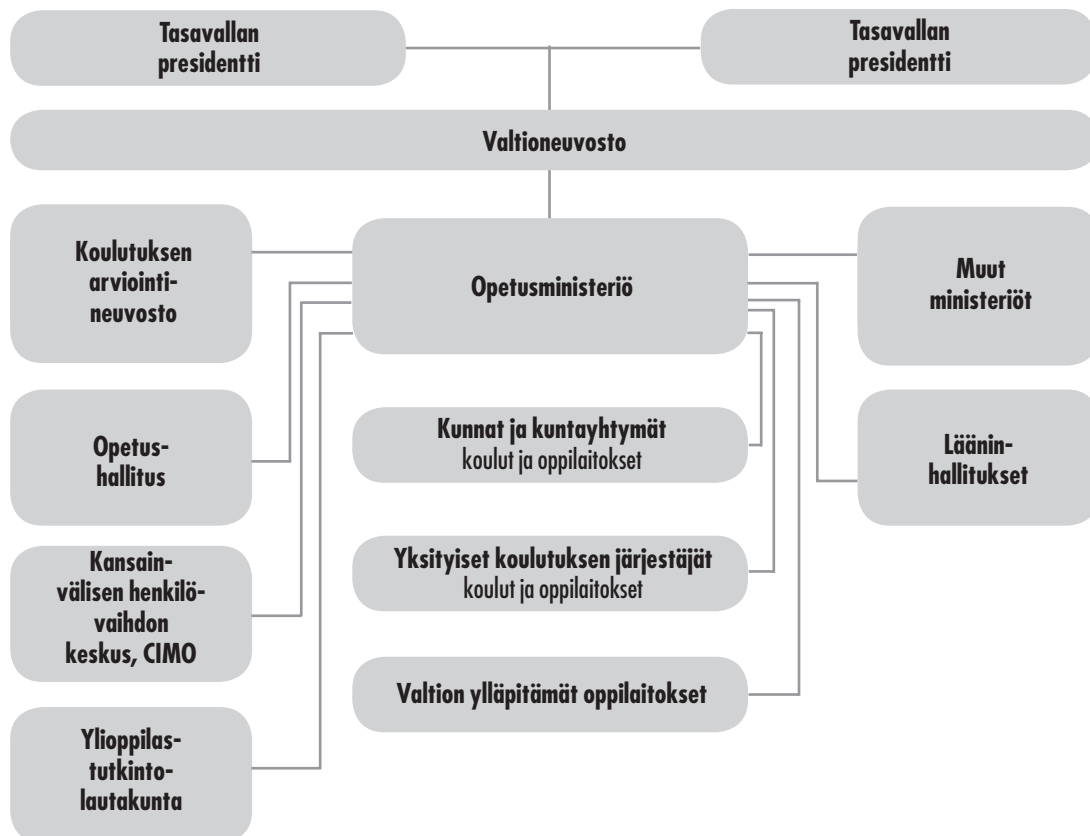 Tasavallan
presidentti
Tasavallan
presidentti
Valtioneuvosto
Koulutuksen
arviointi-
neuvosto
Opetusministeriö
Muut
ministeriöt
Opetus-
hallitus
Kunnat ja kuntayhtymät
koulut ja oppilaitokset
Läänin-
hallitukset
Kansain-
välisen henkilö-
vaihdon
keskus, CIMO
Yksityiset koulutuksen järjestäjät
koulut ja oppilaitokset
Valtion ylläpitämät oppilaitokset
Ylioppilas-
tutkinto-
lautakunta